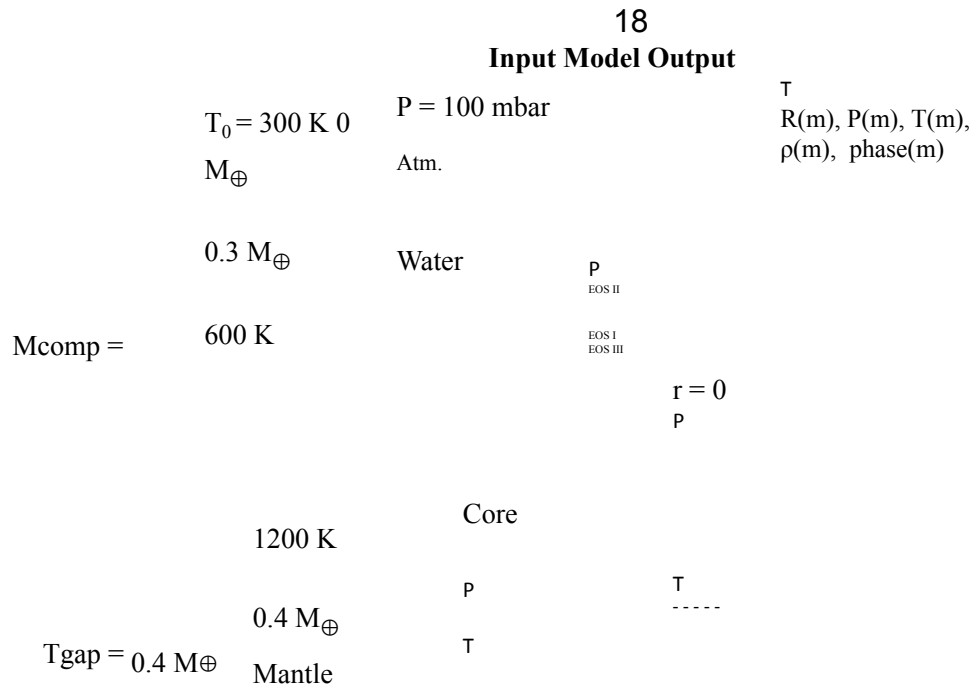 18
Input Model Output
T₀ = 300 K 0
M⊕
0.3 M⊕
600 K
Mcomp =
P = 100 mbar
Atm.
Water
T
R(m), P(m), T(m),
ρ(m), phase(m)
P
EOS II
EOS I
EOS III
r = 0
P
Core
1200 K
P
T
-----
0.4 M⊕
T
Tgap = 0.4 M⊕
Mantle